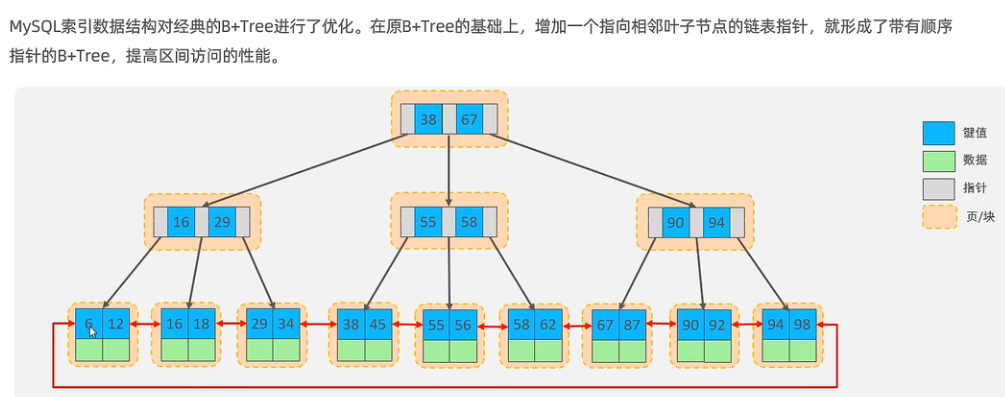 MySQL索引数据结构对经典的B+Tree进行了优化。在原B+Tree的基础上，增加一个指向相邻叶子节点的链表指针，就形成了带有顺序
指针的B+Tree，提高区间访问的性能。
38 67
键值
数据
指针
页/块
16 29 55 58 90 94
6 12 16 18 29 34 38 45 55 56 58 62 67 87 90 92 94 98